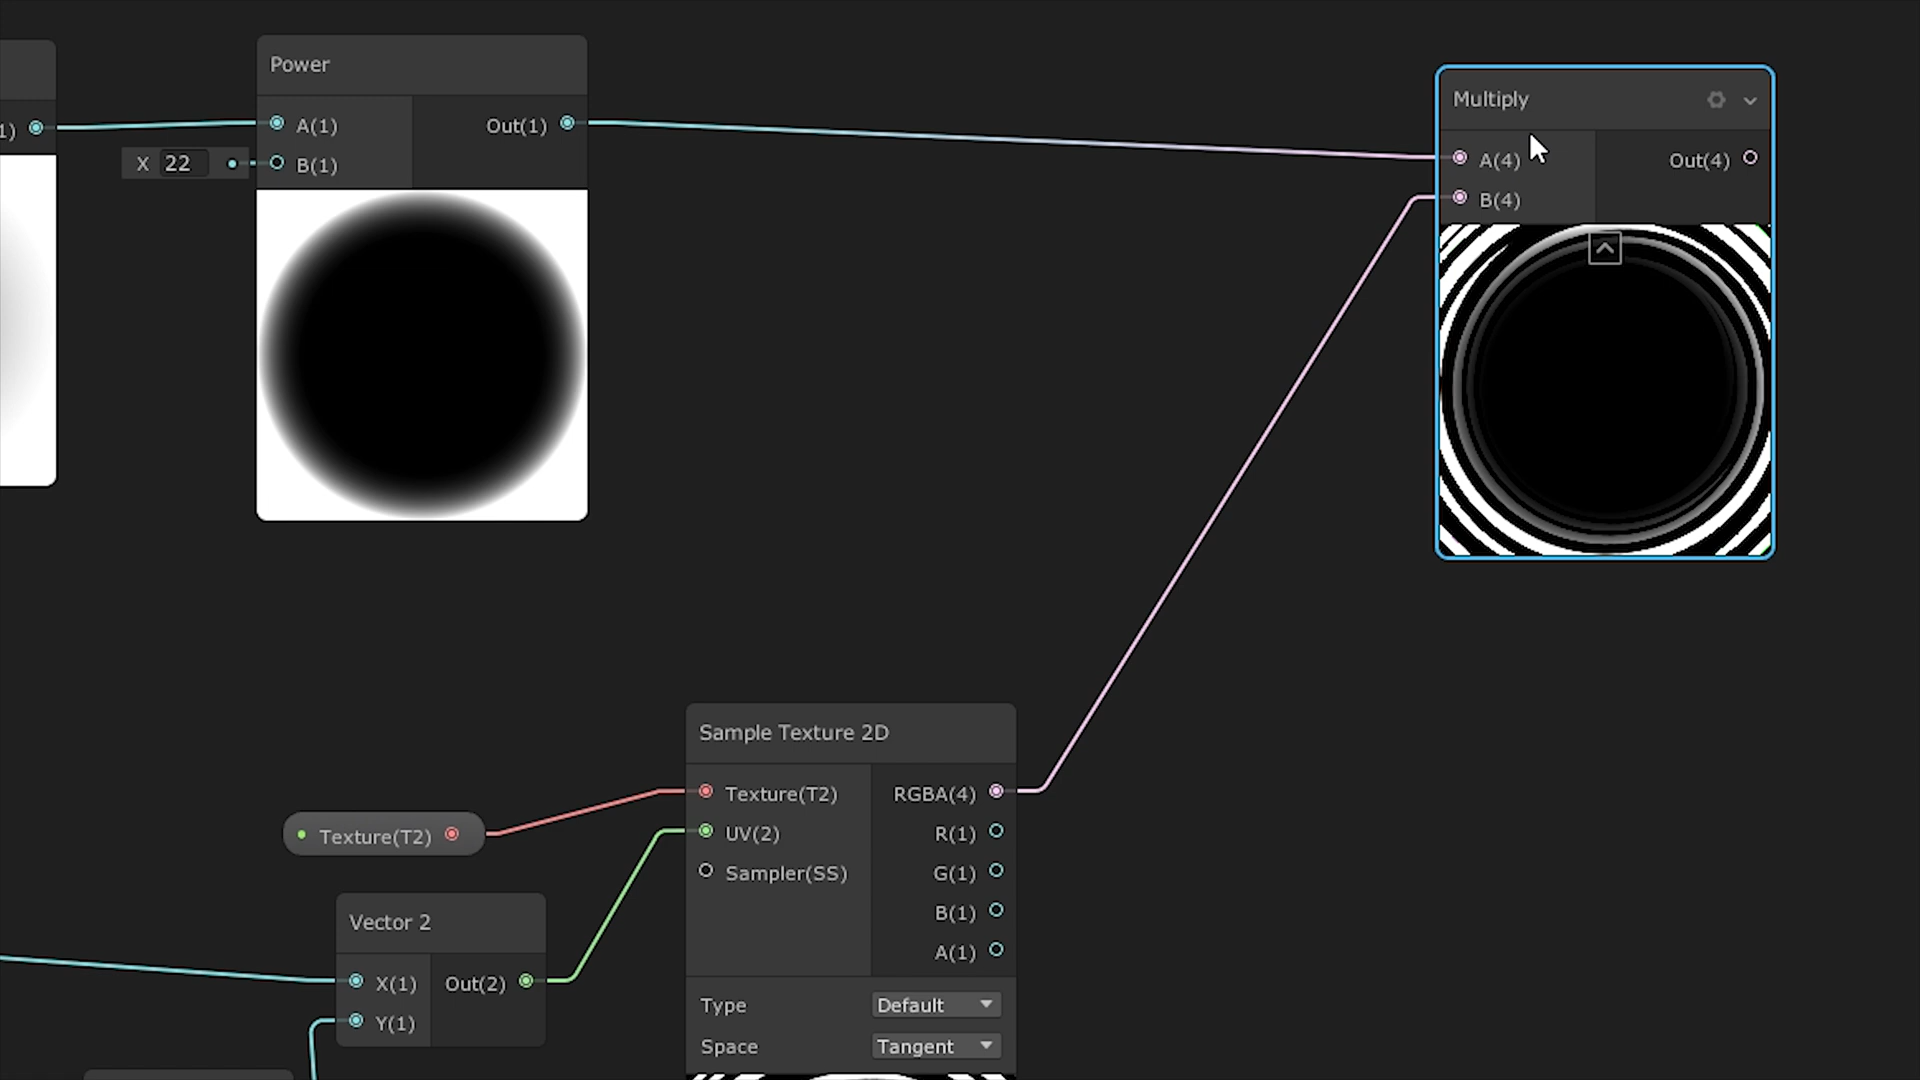 Power
1)
A(1)
Out(1)
X 22
B(1)
Multiply
A(4)
Out(4)
B(4)
Sample Texture 2D
Texture(T2)
RGBA(4)
UV(2)
R(1)
Sampler(SS)
G(1)
B(1)
A(1)
Type
Default
Space
Tangent
Texture(T2)
Vector 2
X(1)
Out(2)
Y(1)